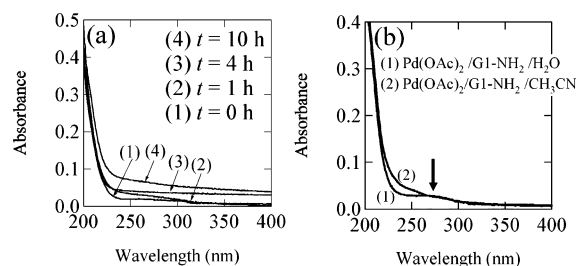 (a)
(4) t = 10 h
(3) t = 4 h
(2) t = 1 h
(1) t = 0 h
Absorbance
0.5
0.4
0.3
0.2
0.1
0.0
(1)
(4)
(3)
(2)
200 250 300 350 400
Wavelength (nm)
(b)
(1) Pd(OAc)2 /G1-NH2 /H2O
(2) Pd(OAc)2/G1-NH2 /CH3CN
Absorbance
0.4
0.3
0.2
0.1
0.0
(2)
(1)
200 250 300 350 400
Wavelength (nm)